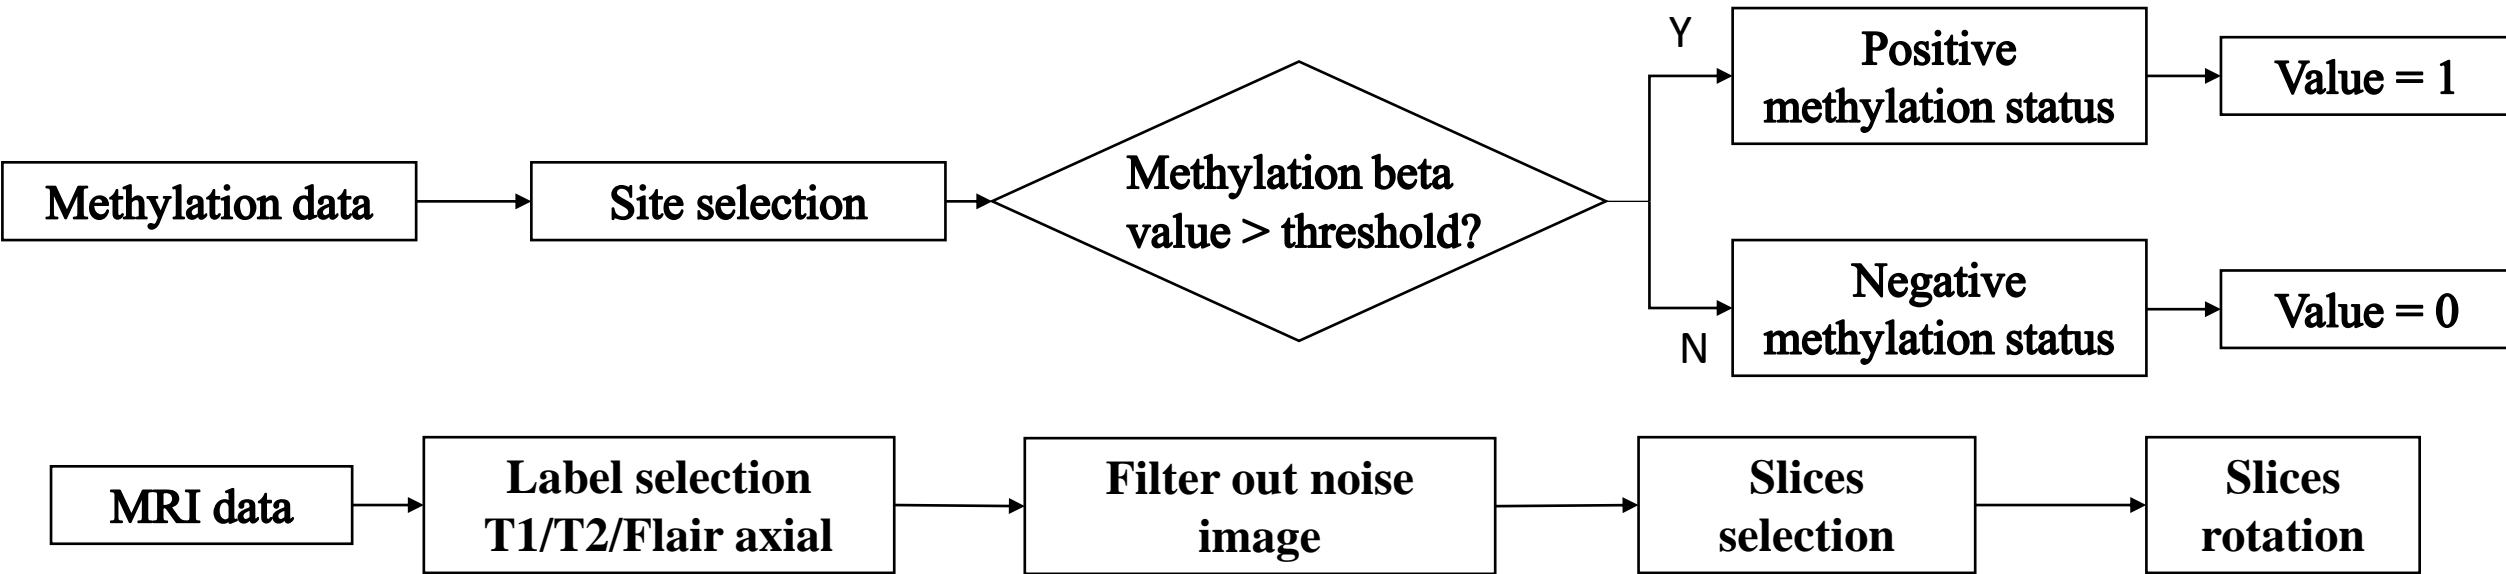 Methylation data
Site selection
Methylation beta
value > threshold?
Y
Positive
methylation status
Value = 1
N
Negative
methylation status
Value = 0
MRI data
Label selection
T1/T2/Flair axial
Filter out noise
image
Slices
selection
Slices
rotation